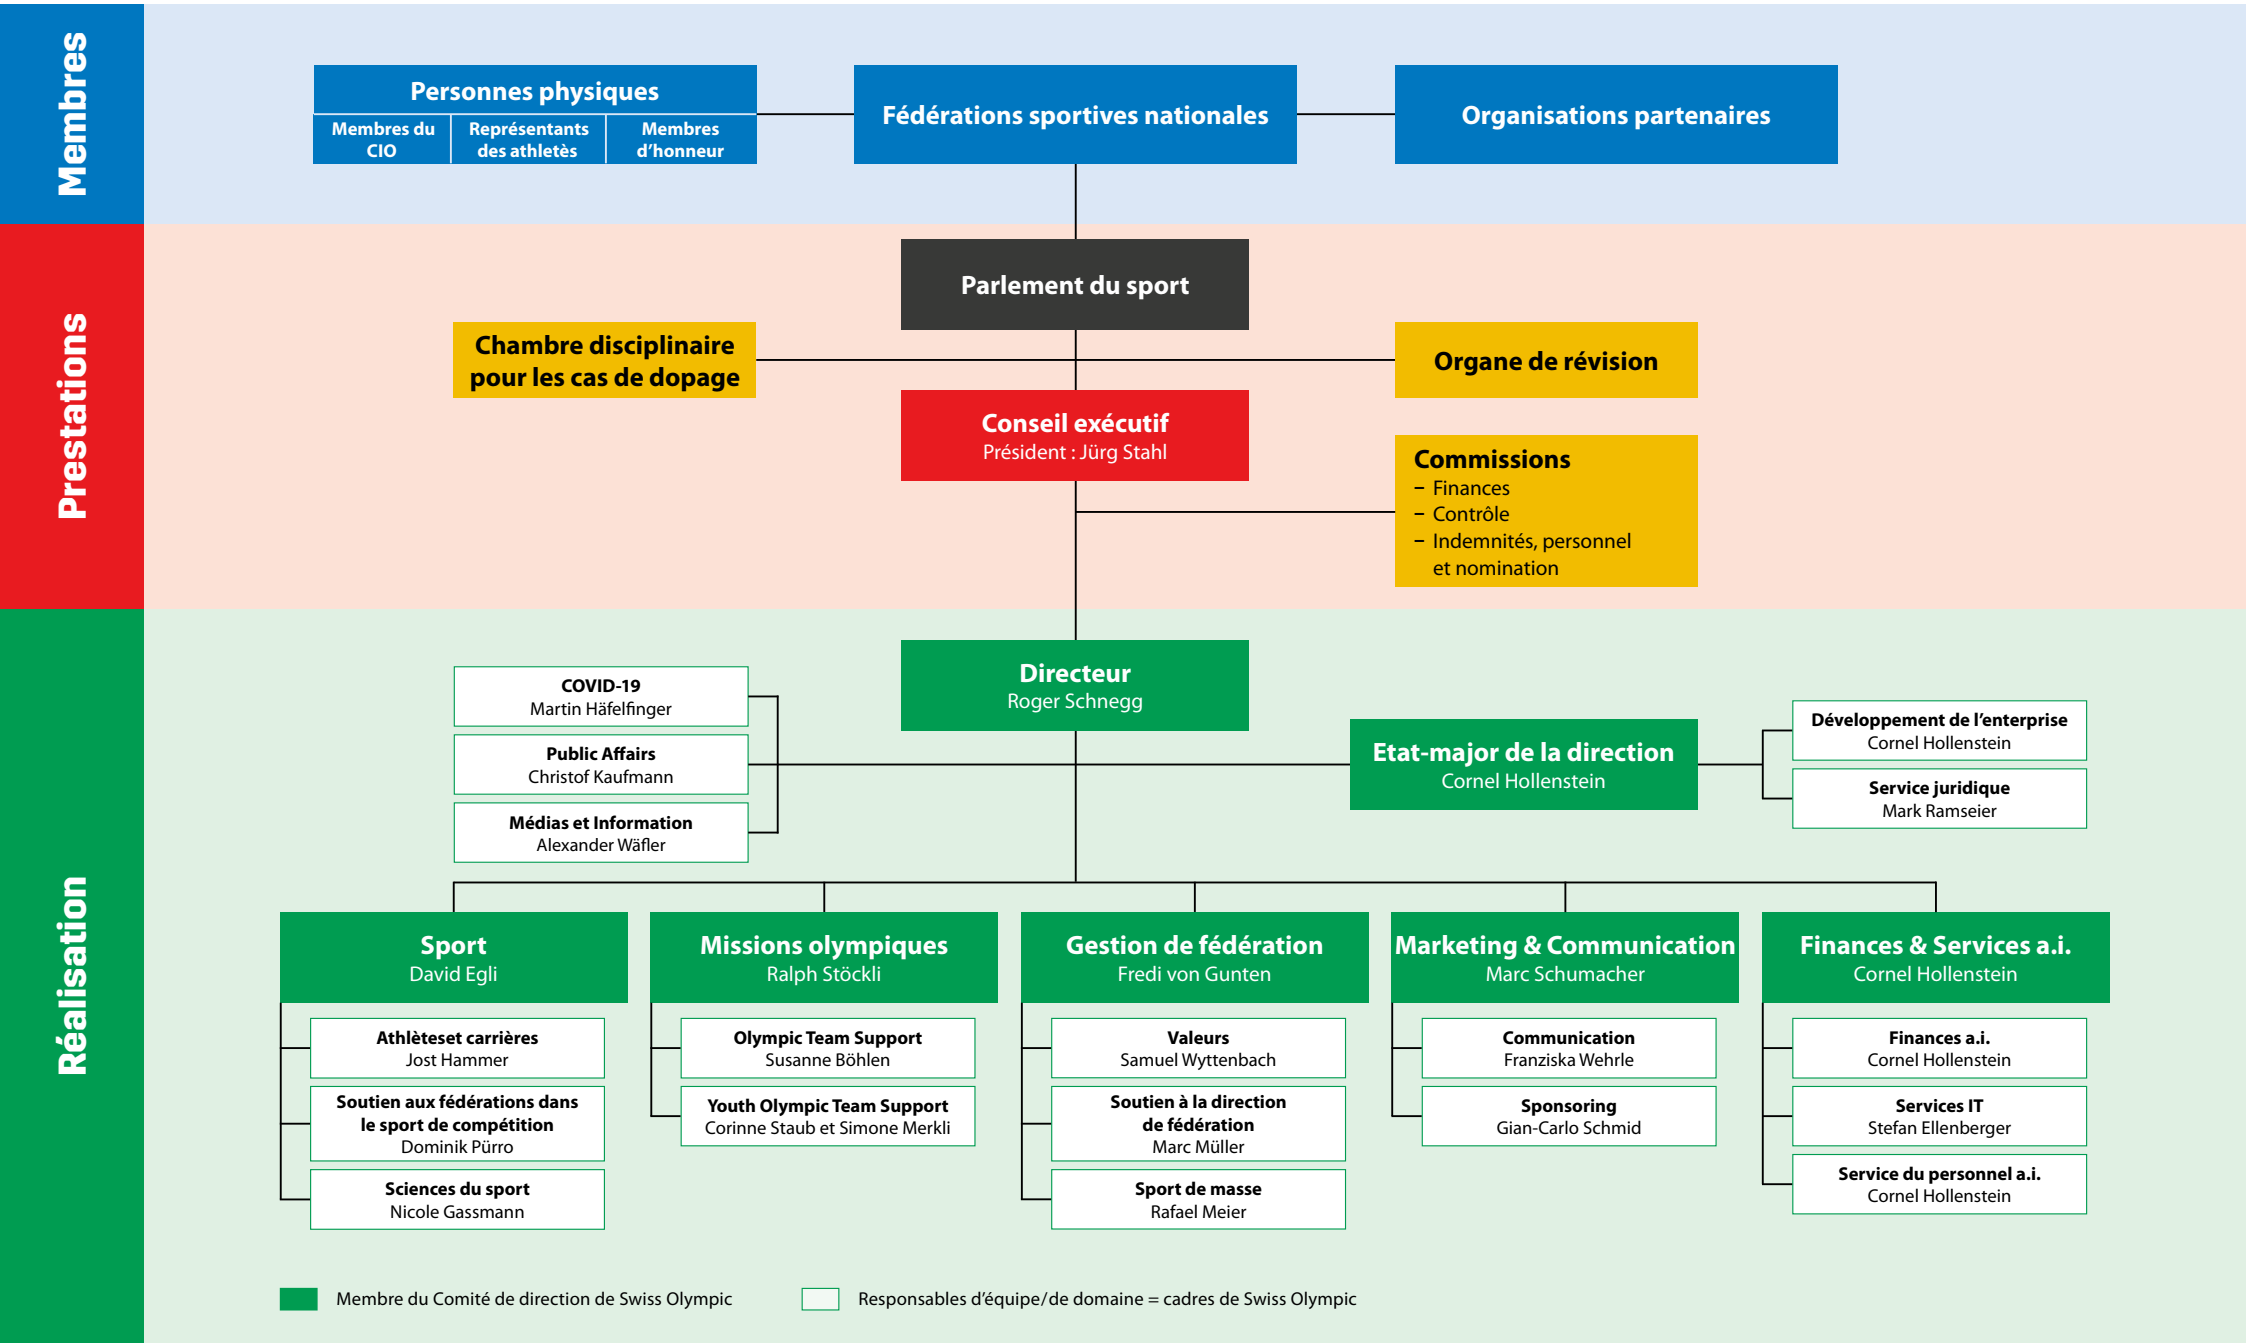 Membres
Personnes physiques
Membres du
CIO
Représentants
des athletès
Membres
d'honneur
Fédérations sportives nationales
Organisations partenaires
Prestations
Parlement du sport
Chambre disciplinaire
pour les cas de dopage
Organe de révision
Conseil exécutif
Président : Jürg Stahl
Commissions
– Finances
– Contrôle
– Indemnités, personnel
et nomination
Réalisation
Directeur
Roger Schnegg
COVID-19
Martin Häfelfinger
Public Affairs
Christof Kaufmann
Médias et Information
Alexander Wäfler
Etat-major de la direction
Cornel Hollenstein
Développement de l'enterprise
Cornel Hollenstein
Service juridique
Mark Ramseier
Sport
David Egli
Athlèteset carrières
Jost Hammer
Soutien aux fédérations dans
le sport de compétition
Dominik Pürro
Sciences du sport
Nicole Gassmann
Missions olympiques
Ralph Stöckli
Olympic Team Support
Susanne Böhlen
Youth Olympic Team Support
Corinne Staub et Simone Merkli
Gestion de fédération
Fredi von Gunten
Valeurs
Samuel Wyttenbach
Soutien à la direction
de fédération
Marc Müller
Sport de masse
Rafael Meier
Marketing & Communication
Marc Schumacher
Communication
Franziska Wehrle
Sponsoring
Gian-Carlo Schmid
Finances & Services a.i.
Cornel Hollenstein
Finances a.i.
Cornel Hollenstein
Services IT
Stefan Ellenberger
Service du personnel a.i.
Cornel Hollenstein
Membre du Comité de direction de Swiss Olympic
Responsables d'équipe/de domaine = cadres de Swiss Olympic